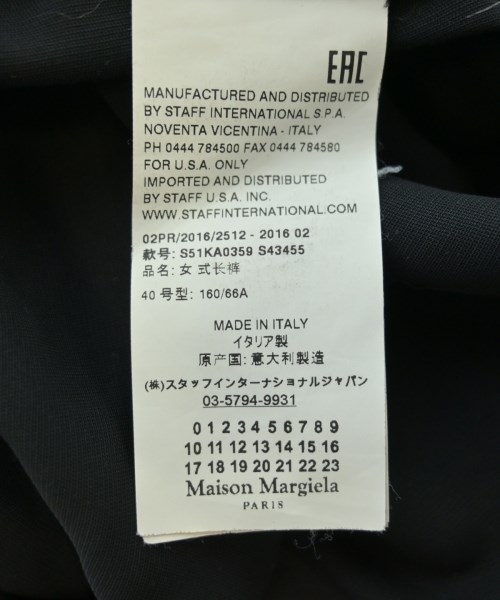 EAC
MANUFACTURED AND DISTRIBUTED
BY STAFF INTERNATIONAL S.P.A.
NOVENTA VICENTINA - ITALY
PH 0444 784500 FAX 0444 784580
FOR U.S.A. ONLY
IMPORTED AND DISTRIBUTED
BY STAFF U.S.A. INC.
WWW.STAFFINTERNATIONAL.COM
02PR/2016/2512 - 2016 02
款号: S51KA0359 S43455
品名: 女 式长裤
40 号型: 160/66A
MADE IN ITALY
イタリア製
原产国: 意大利製造
(株)スタッフインターナショナルジャパン
03-5794-9931
0 1 2 3 4 5 6 7 8 9
10 11 12 13 14 15 16
17 18 19 20 21 22 23
Maison Margiela
PARIS